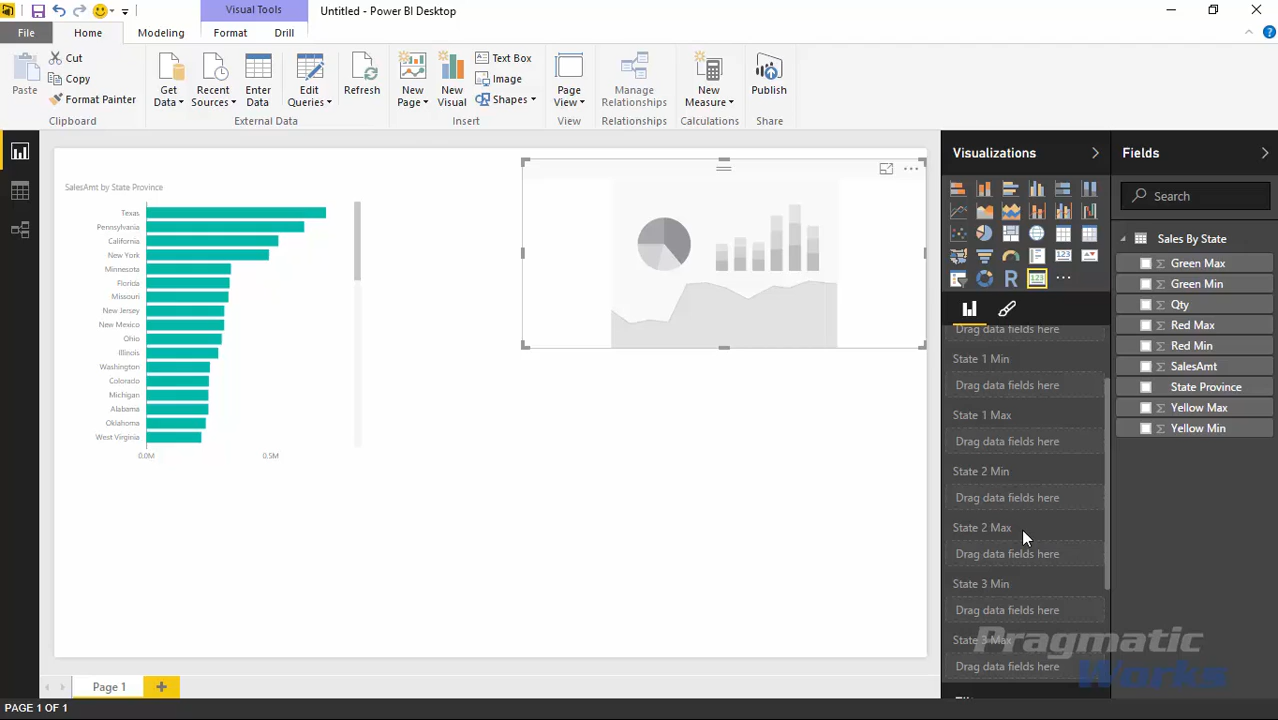 Visual Tools
Untitled - Power BI Desktop
File
Home
Modeling
Format
Drill
Paste
Cut
Copy
Format Painter
Clipboard
Get Data
Recent Sources
Enter Data
Edit Queries
Refresh
External Data
New Page
New Visual
Text Box
Image
Shapes
Insert
Page View
View
Manage Relationships
Relationships
New Measure
Calculations
Publish
Share
SalesAmt by State Province
Texas
Pennsylvania
California
New York
Minnesota
Florida
Missouri
New Jersey
New Mexico
Ohio
Illinois
Washington
Colorado
Michigan
Alabama
Oklahoma
West Virginia
0.0M
0.5M
Visualizations
R
123
123
Drag data fields here
State 1 Min
Drag data fields here
State 1 Max
Drag data fields here
State 2 Min
Drag data fields here
State 2 Max
Drag data fields here
State 3 Min
Drag data fields here
State 3 Max
Drag data fields here
Fields
Search
Sales By State
Green Max
Green Min
Qty
Red Max
Red Min
SalesAmt
State Province
Yellow Max
Yellow Min
Pragmatic
Works
Page 1
PAGE 1 OF 1